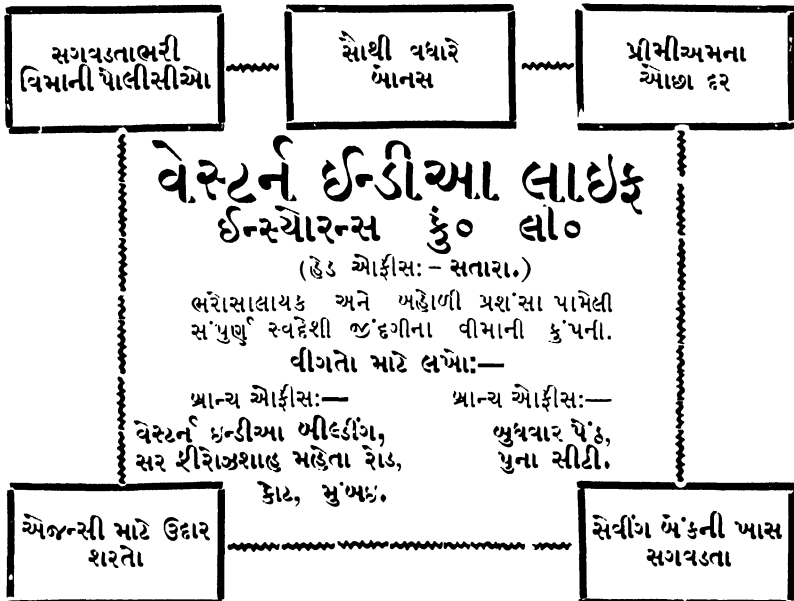 સગવડતાભરી
વિમાની પોલીસીઓ
સૌથી વધારે
બોનસ
પ્રીમીઅમના
ઓછા દર
વેસ્ટર્ન ઈન્ડીઆ લાઇફ
ઈન્સ્યોરન્સ કું૦ લી૦
(હેડ ઓફીસઃ- સતારા.)
ભરોસાલાયક અને બહોળી પ્રશંસા પામેલી
સંપુર્ણ સ્વદેશી જીંદગીના વીમાની કુંપની.
વીગતો માટે લખોઃ—
બ્રાન્ચ ઓફીસઃ—
વેસ્ટર્ન ઇન્ડીઆ બીલ્ડીંગ,
સર ફીરોઝશાહ મહેતા રોડ,
કોટ, મુંબઇ.
બ્રાન્ચ ઓફીસઃ—
બુધવાર પેંઠ,
પુના સીટી.
એજન્સી માટે ઉદાર
શરતો
સેવીંગ બેંકની ખાસ
સગવડતા